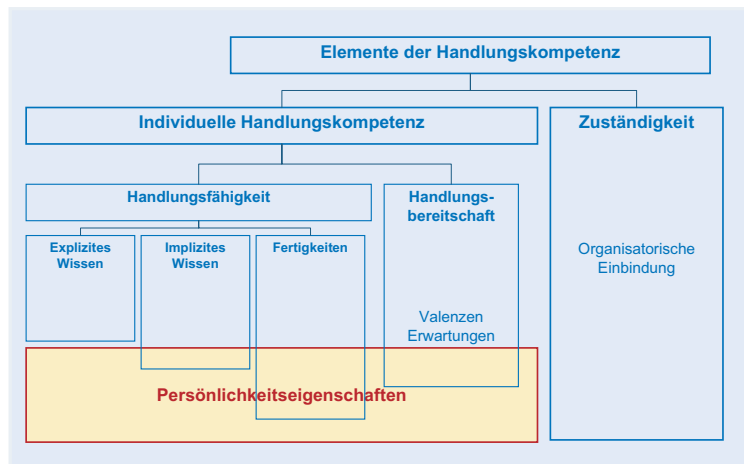 Elemente der Handlungskompetenz
Individuelle Handlungskompetenz
Zuständigkeit
Handlungsfähigkeit
Handlungs-
bereitschaft
Explizites
Wissen
Implizites
Wissen
Fertigkeiten
Organisatorische
Einbindung
Valenzen
Erwartungen
Persönlichkeitseigenschaften